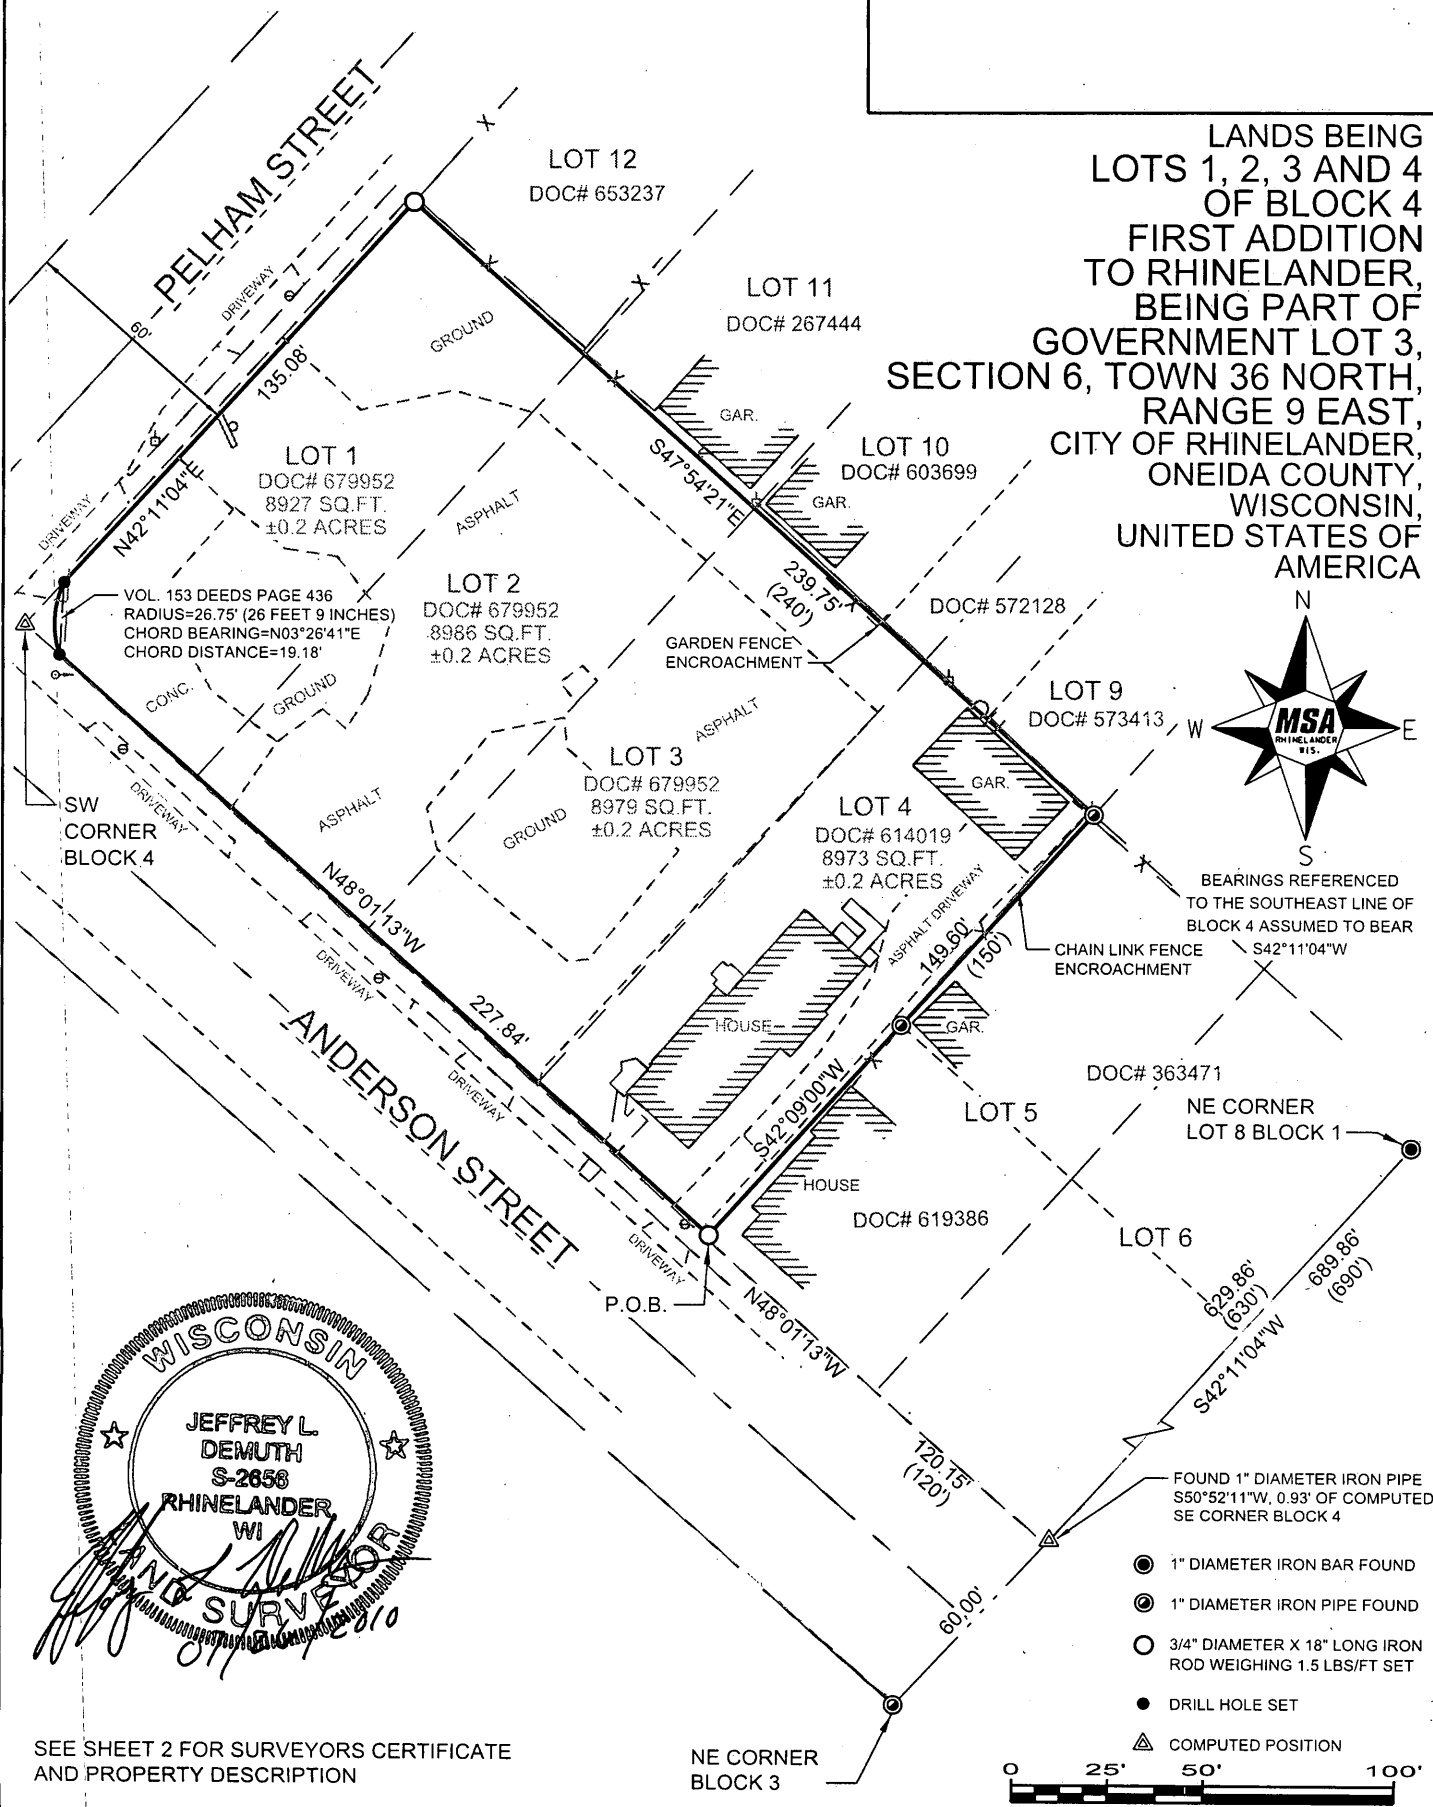 LANDS BEING
LOTS 1, 2, 3 AND 4
OF BLOCK 4
FIRST ADDITION
TO RHINELANDER,
BEING PART OF
GOVERNMENT LOT 3,
SECTION 6, TOWN 36 NORTH,
RANGE 9 EAST,
CITY OF RHINELANDER,
ONEIDA COUNTY,
WISCONSIN,
UNITED STATES OF
AMERICA
PELHAM STREET
60'
DRIVEWAY
135.08'
N42°11'04"E
DRIVEWAY
LOT 12
DOC# 653237
LOT 11
DOC# 267444
GAR.
LOT 10
DOC# 603699
GAR.
GROUND
S47°54'21"E
239.75'
(240')
LOT 1
DOC# 679952
8927 SQ.FT.
±0.2 ACRES
ASPHALT
VOL. 153 DEEDS PAGE 436
RADIUS=26.75' (26 FEET 9 INCHES)
CHORD BEARING=N03°26'41"E
CHORD DISTANCE=19.18'
LOT 2
DOC# 679952
8986 SQ.FT.
±0.2 ACRES
DOC# 572128
GARDEN FENCE
ENCROACHMENT
CONC.
GROUND
LOT 9
DOC# 573413
N
W
E
S
MSA
RHINELANDER
WIS.
SW
CORNER
BLOCK 4
DRIVEWAY
ASPHALT
LOT 3
DOC# 679952
8979 SQ.FT.
±0.2 ACRES
ASPHALT
GROUND
GAR.
LOT 4
DOC# 614019
8973 SQ.FT.
±0.2 ACRES
ASPHALT DRIVEWAY
149.60'
(150')
BEARINGS REFERENCED
TO THE SOUTHEAST LINE OF
BLOCK 4 ASSUMED TO BEAR
S42°11'04"W
CHAIN LINK FENCE
ENCROACHMENT
N48°01'13"W
DRIVEWAY
227.84'
HOUSE
GAR.
ANDERSON STREET
DRIVEWAY
S42°09'00"W
DOC# 363471
LOT 5
NE CORNER
LOT 8 BLOCK 1
HOUSE
DOC# 619386
LOT 6
DRIVEWAY
P.O.B.
N48°01'13"W
629.86'
(630')
689.86'
(690')
S42°11'04"W
120.15'
(120')
WISCONSIN
JEFFREY L.
DEMUTH
S-2656
RHINELANDER,
WI
LAND SURVEYOR
FOUND 1" DIAMETER IRON PIPE
S50°52'11"W, 0.93' OF COMPUTED
SE CORNER BLOCK 4
1" DIAMETER IRON BAR FOUND
1" DIAMETER IRON PIPE FOUND
3/4" DIAMETER X 18" LONG IRON
ROD WEIGHING 1.5 LBS/FT SET
DRILL HOLE SET
COMPUTED POSITION
60.00'
NE CORNER
BLOCK 3
SEE SHEET 2 FOR SURVEYORS CERTIFICATE
AND PROPERTY DESCRIPTION
0 25' 50' 100'